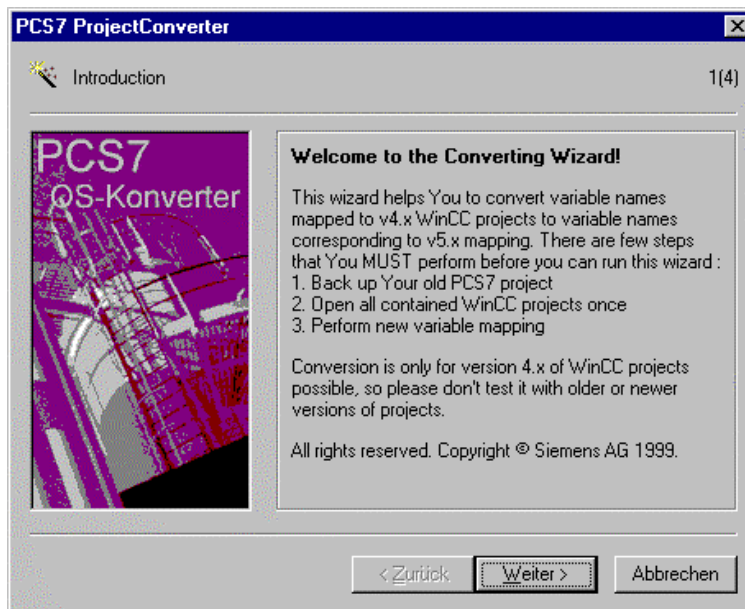 PCS7 ProjectConverter
Introduction
1(4)
PCS7
OS-Konverter
Welcome to the Converting Wizard!
This wizard helps You to convert variable names
mapped to v4.x WinCC projects to variable names
corresponding to v5.x mapping. There are few steps
that You MUST perform before you can run this wizard :
1. Back up Your old PCS7 project
2. Open all contained WinCC projects once
3. Perform new variable mapping
Conversion is only for version 4.x of WinCC projects
possible, so please don't test it with older or newer
versions of projects.
All rights reserved. Copyright © Siemens AG 1999.
< Zurück
Weiter >
Abbrechen